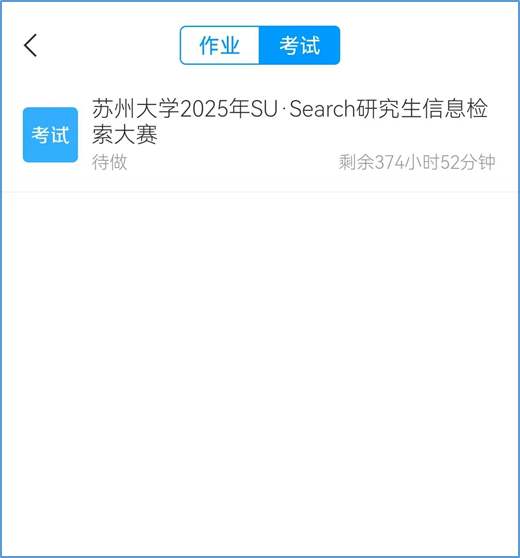 作业 考试
考试
苏州大学2025年SU·Search研究生信息检
索大赛
待做 剩余374小时52分钟